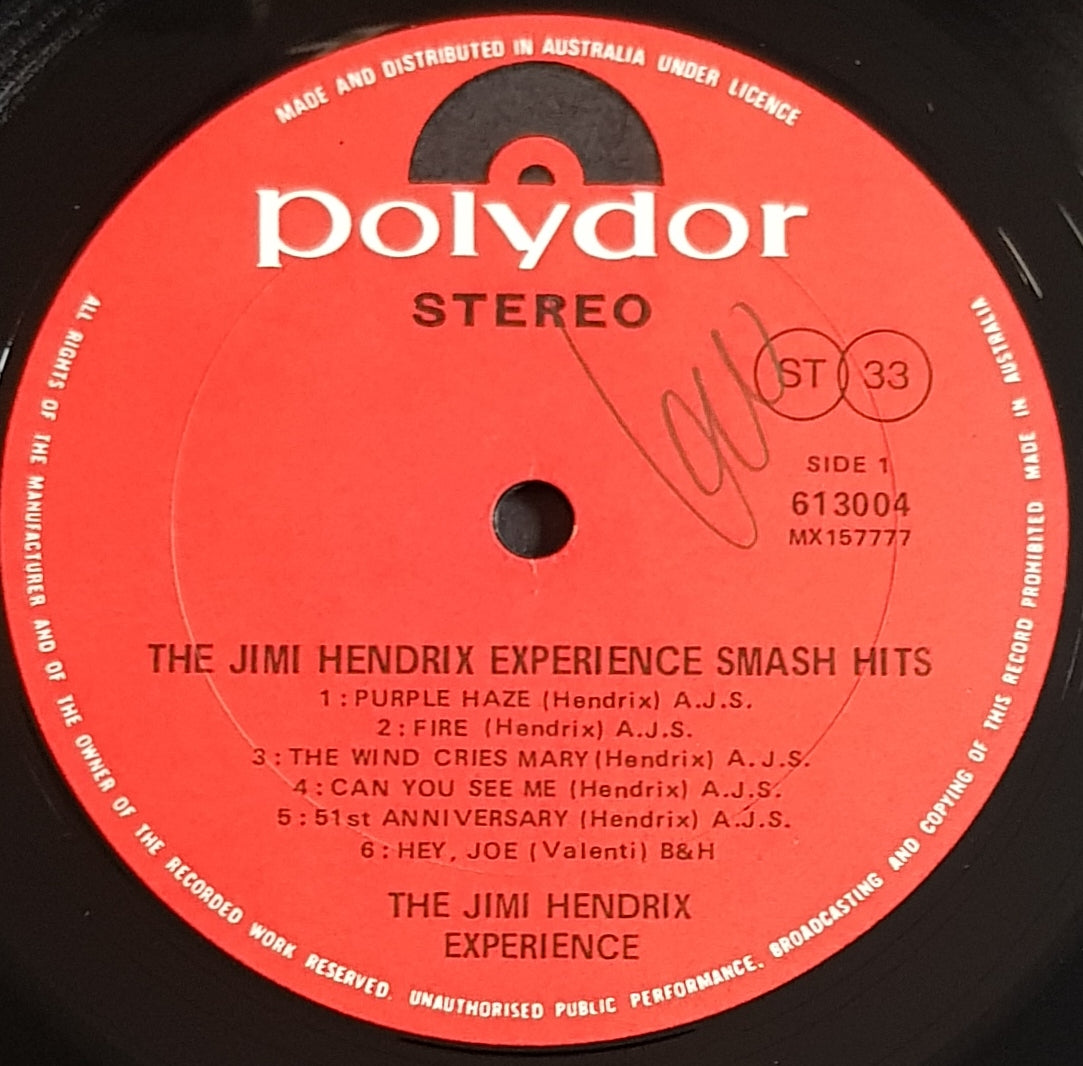 MADE AND DISTRIBUTED IN AUSTRALIA UNDER LICENCE
polydor
STEREO
ST 33
SIDE 1
613004
MX157777
THE JIMI HENDRIX EXPERIENCE SMASH HITS
1 : PURPLE HAZE (Hendrix) A.J.S.
2 : FIRE (Hendrix) A.J.S.
3 : THE WIND CRIES MARY (Hendrix) A.J.S.
4 : CAN YOU SEE ME (Hendrix) A.J.S.
5 : 51st ANNIVERSARY (Hendrix) A.J.S.
6 : HEY, JOE (Valenti) B&H
THE JIMI HENDRIX
EXPERIENCE
ALL RIGHTS OF THE MANUFACTURER AND OF THE OWNER OF THE RECORDED WORK RESERVED. UNAUTHORISED PUBLIC PERFORMANCE, BROADCASTING AND COPYING OF THIS RECORD PROHIBITED MADE IN AUSTRALIA